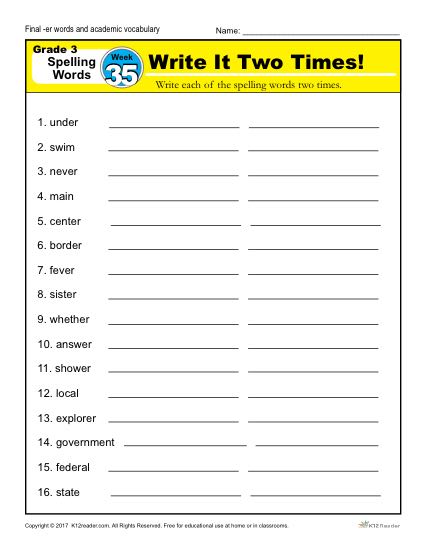 Final -er words and academic vocabulary
Name:
Grade 3
Spelling
Words
Week
35
Write It Two Times!
Write each of the spelling words two times.
1. under
2. swim
3. never
4. main
5. center
6. border
7. fever
8. sister
9. whether
10. answer
11. shower
12. local
13. explorer
14. government
15. federal
16. state
Copyright © 2017 K12reader.com. All Rights Reserved. Free for educational use at home or in classrooms.
K12Reader